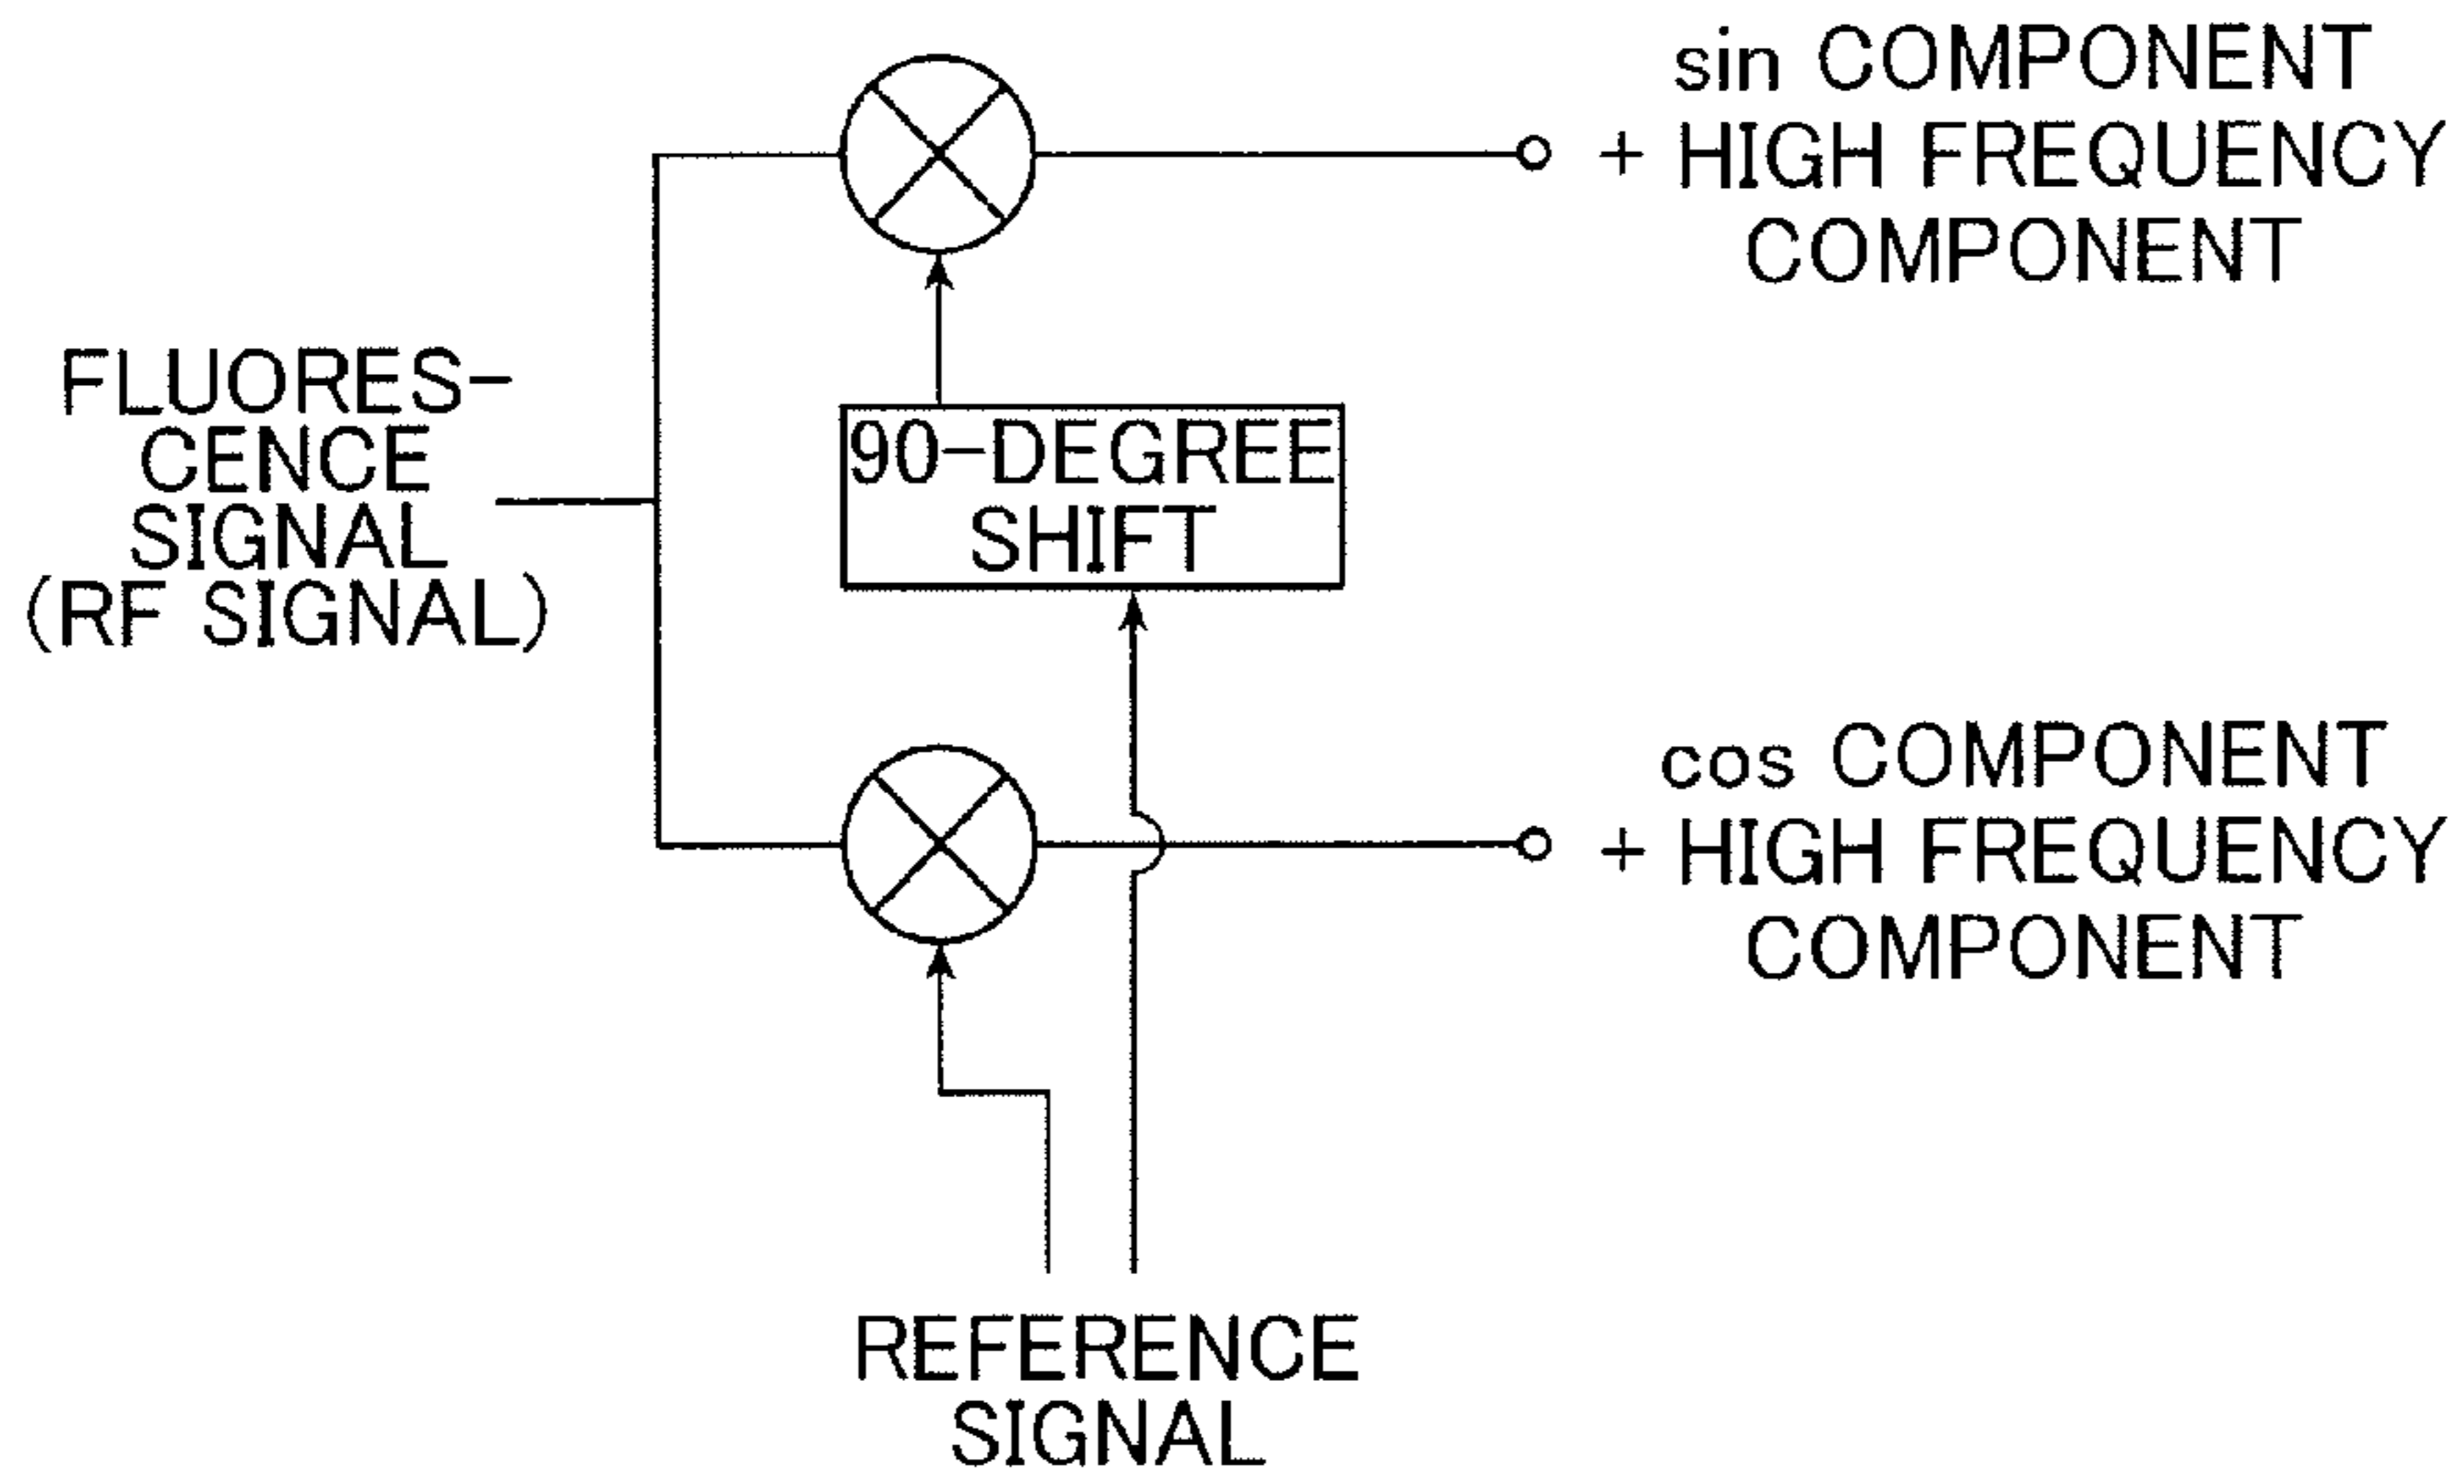 sin COMPONENT
+ HIGH FREQUENCY
COMPONENT
FLUORES-
CENCE
SIGNAL
(RF SIGNAL)
90-DEGREE
SHIFT
cos COMPONENT
+ HIGH FREQUENCY
COMPONENT
REFERENCE
SIGNAL